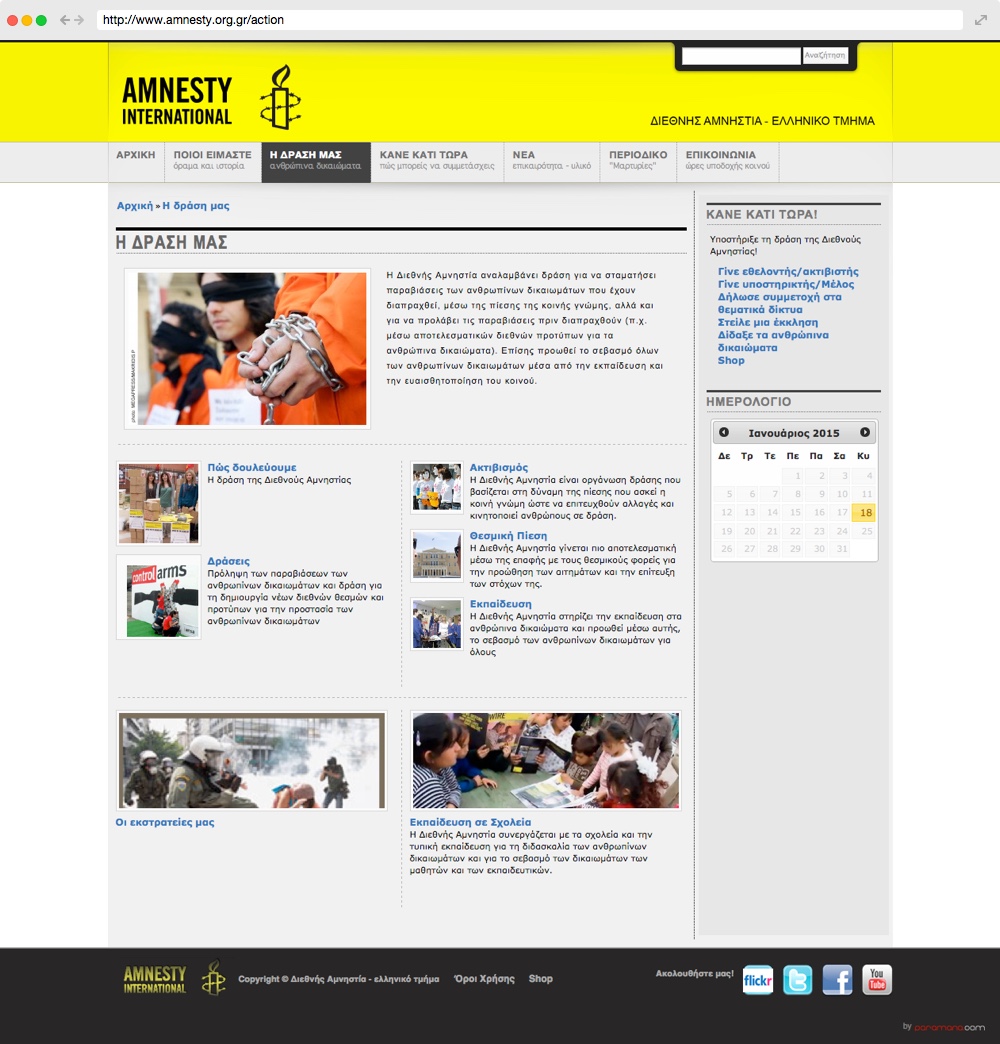 http://www.amnesty.org.gr/action
Αναζήτηση
AMNESTY
INTERNATIONAL
ΔΙΕΘΝΗΣ ΑΜΝΗΣΤΙΑ - ΕΛΛΗΝΙΚΟ ΤΜΗΜΑ
ΑΡΧΙΚΗ
ΠΟΙΟΙ ΕΙΜΑΣΤΕ
όραμα και ιστορία
Η ΔΡΑΣΗ ΜΑΣ
ανθρώπινα δικαιώματα
ΚΑΝΕ ΚΑΤΙ ΤΩΡΑ
πώς μπορείς να συμμετάσχεις
ΝΕΑ
επικαιρότητα - υλικό
ΠΕΡΙΟΔΙΚΟ
"Μαρτυρίες"
ΕΠΙΚΟΙΝΩΝΙΑ
ώρες υποδοχής κοινού
Αρχική » Η δράση μας
Η ΔΡΑΣΗ ΜΑΣ
Η Διεθνής Αμνηστία αναλαμβάνει δράση για να σταματήσει
παραβιάσεις των ανθρωπίνων δικαιωμάτων που έχουν
διαπραχθεί, μέσω της πίεσης της κοινής γνώμης, αλλά και
για να προλάβει τις παραβιάσεις πριν διαπραχθούν (π.χ.
μέσω αποτελεσματικών διεθνών προτύπων για τα
ανθρώπινα δικαιώματα). Επίσης προωθεί το σεβασμό όλων
των ανθρωπίνων δικαιωμάτων μέσα από την εκπαίδευση και
την ευαισθητοποίηση του κοινού.
Πώς δουλεύουμε
Η δράση της Διεθνούς Αμνηστίας
Δράσεις
Πρόληψη των παραβιάσεων των
ανθρωπίνων δικαιωμάτων και δράση για
τη δημιουργία νέων διεθνών θεσμών και
προτύπων για την προστασία των
ανθρωπίνων δικαιωμάτων
control arms
Ακτιβισμός
Η Διεθνής Αμνηστία είναι οργάνωση δράσης που
βασίζεται στη δύναμη της πίεσης που ασκεί η
κοινή γνώμη ώστε να επιτευχθούν αλλαγές και
κινητοποιεί ανθρώπους σε δράση.
Θεσμική Πίεση
Η Διεθνής Αμνηστία γίνεται πιο αποτελεσματική
μέσω της επαφής με τους θεσμικούς φορείς για
την προώθηση των αιτημάτων και την επίτευξη
των στόχων της.
Εκπαίδευση
Η Διεθνής Αμνηστία στηρίζει την εκπαίδευση στα
ανθρώπινα δικαιώματα και προωθεί μέσω αυτής,
το σεβασμό των ανθρωπίνων δικαιωμάτων για
όλους
Οι εκστρατείες μας
WIRE
Εκπαίδευση σε Σχολεία
Η Διεθνής Αμνηστία συνεργάζεται με τα σχολεία και την
τυπική εκπαίδευση για τη διδασκαλία των ανθρωπίνων
δικαιωμάτων και για το σεβασμό των δικαιωμάτων των
μαθητών και των εκπαιδευτικών.
ΚΑΝΕ ΚΑΤΙ ΤΩΡΑ!
Υποστήριξε τη δράση της Διεθνούς
Αμνηστίας!
Γίνε εθελοντής/ακτιβιστής
Γίνε υποστηρικτής/Μέλος
Δήλωσε συμμετοχή στα
θεματικά δίκτυα
Στείλε μια έκκληση
Δίδαξε τα ανθρώπινα
δικαιώματα
Shop
ΗΜΕΡΟΛΟΓΙΟ
Ιανουάριος 2015
Δε Τρ Τε Πε Πα Σα Κυ
1 2 3 4
5 6 7 8 9 10 11
12 13 14 15 16 17 18
19 20 21 22 23 24 25
26 27 28 29 30 31
AMNESTY
INTERNATIONAL
Copyright © Διεθνής Αμνηστία - ελληνικό τμήμα
Όροι Χρήσης
Shop
Ακολουθήστε μας!
flickr
You
Tube
by paramana.com